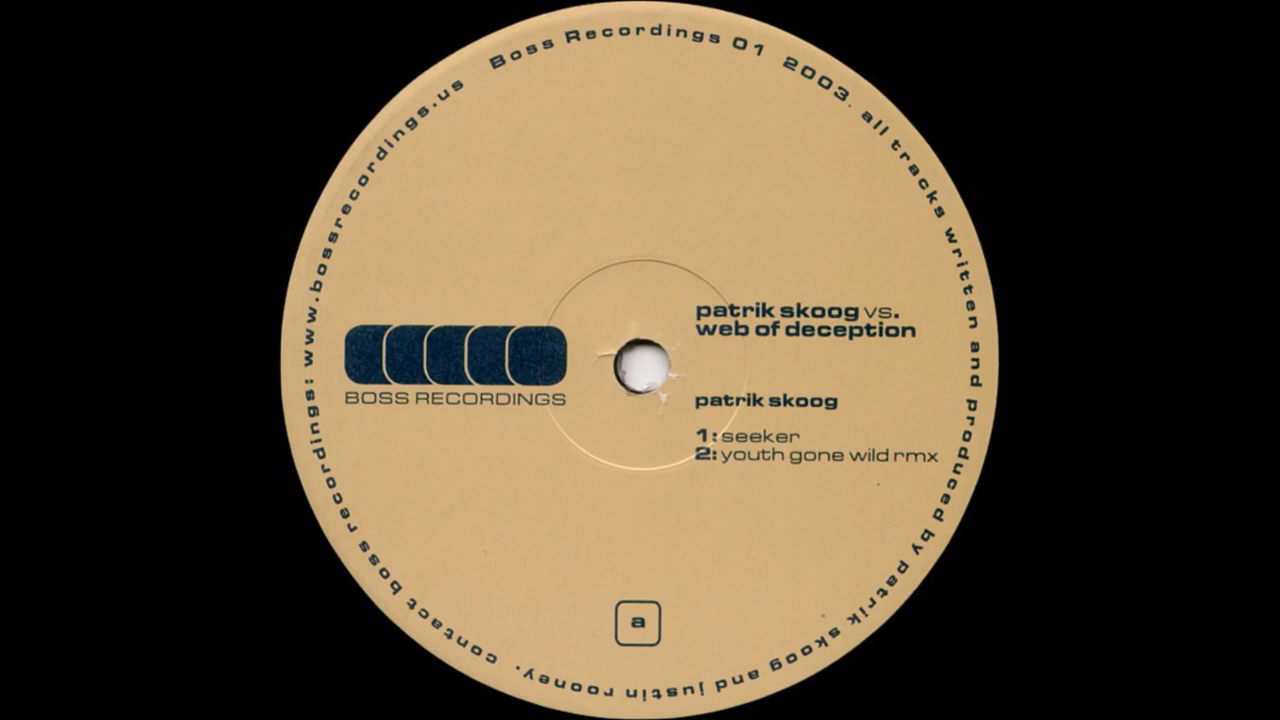 Boss Recordings 01 2003. all tracks written and produced by patrik skoog and justin rooney. contact boss recordings: www.bossrecordings.us
BOSS RECORDINGS
patrik skoog vs.
web of deception
patrik skoog
1: seeker
2: youth gone wild rmx
a